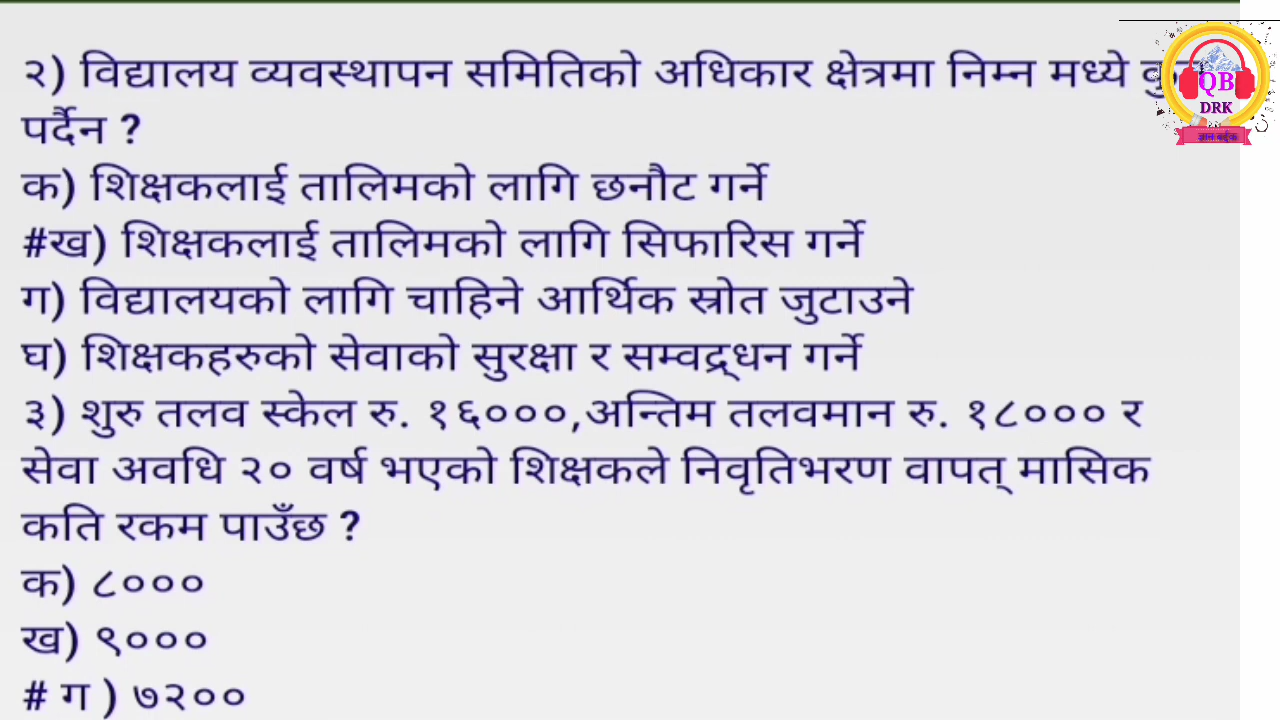 २) विद्यालय व्यवस्थापन समितिको अधिकार क्षेत्रमा निम्न मध्ये
पर्दैन ?
क) शिक्षकलाई तालिमको लागि छनौट गर्ने
#ख) शिक्षकलाई तालिमको लागि सिफारिस गर्ने
ग) विद्यालयको लागि चाहिने आर्थिक स्रोत जुटाउने
घ) शिक्षकहरुको सेवाको सुरक्षा र सम्वद्र्धन गर्ने
३) शुरु तलव स्केल रु. १६०००,अन्तिम तलवमान रु. १८००० र
सेवा अवधि २० वर्ष भएको शिक्षकले निवृतिभरण वापत् मासिक
कति रकम पाउँछ ?
क) ८०००
ख) ९०००
# ग ) ७२००
QB
DRK